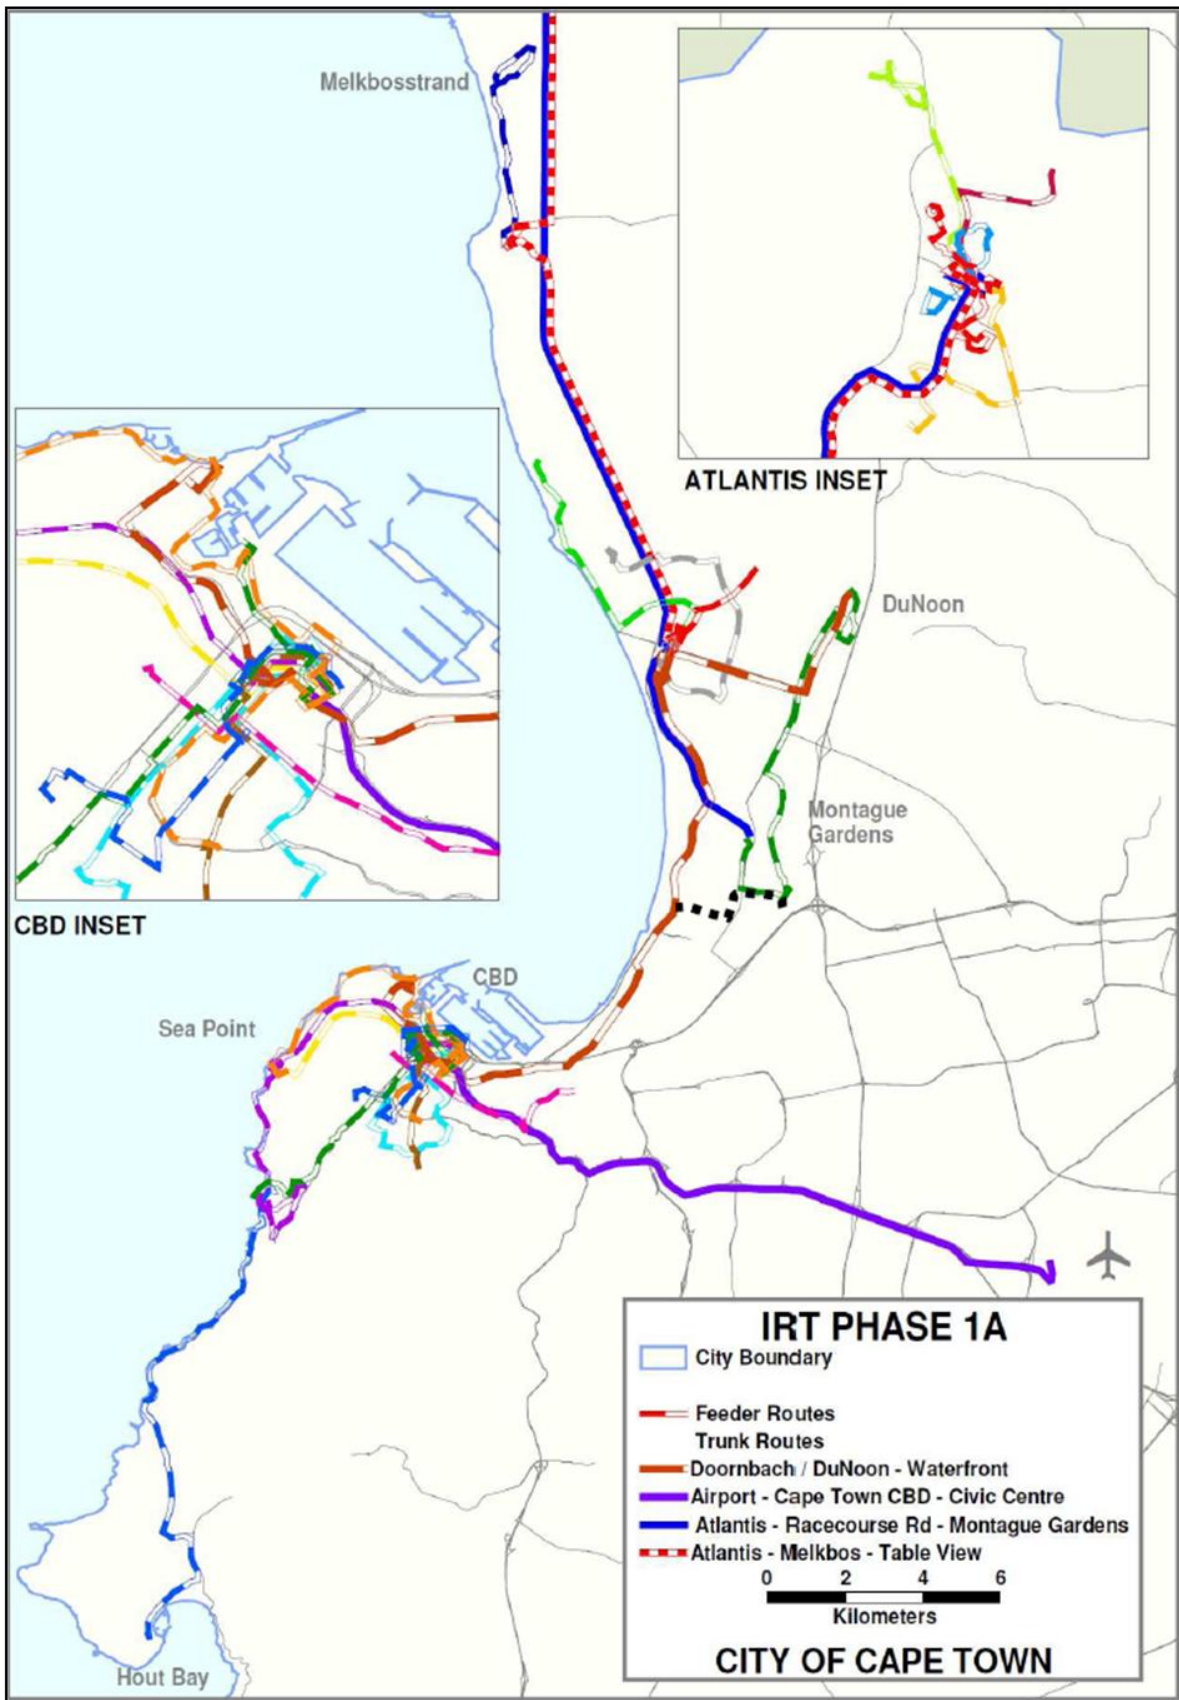 Melkbosstrand
ATLANTIS INSET
DuNoon
Montague
Gardens
CBD INSET
CBD
Sea Point
Hout Bay
IRT PHASE 1A
City Boundary
Feeder Routes
Trunk Routes
Doornbach / DuNoon - Waterfront
Airport - Cape Town CBD - Civic Centre
Atlantis - Racecourse Rd - Montague Gardens
Atlantis - Melkbos - Table View
0 2 4 6
Kilometers
CITY OF CAPE TOWN